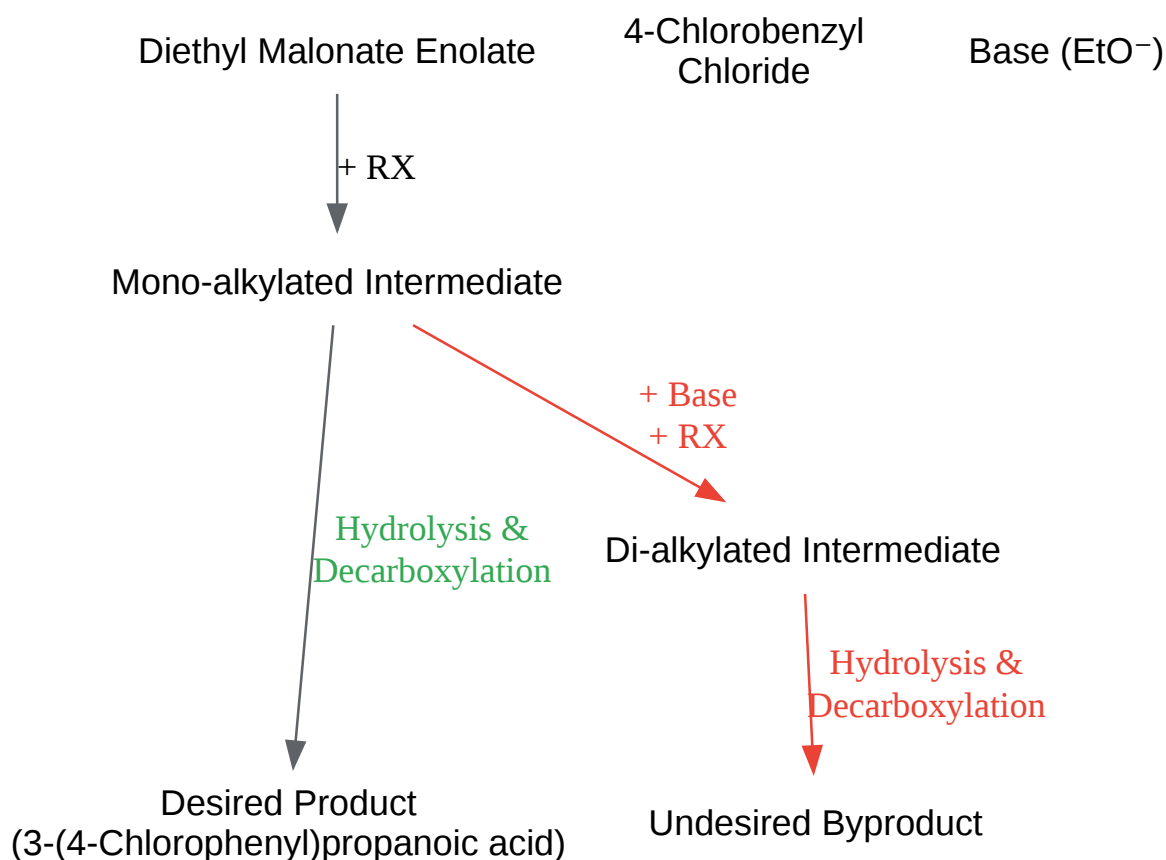 Diethyl Malonate Enolate
4-Chlorobenzyl
Chloride
Base (EtO⁻)
+ RX
Mono-alkylated Intermediate
+ Base
+ RX
Hydrolysis &
Decarboxylation
Di-alkylated Intermediate
Hydrolysis &
Decarboxylation
Desired Product
(3-(4-Chlorophenyl)propanoic acid)
Undesired Byproduct